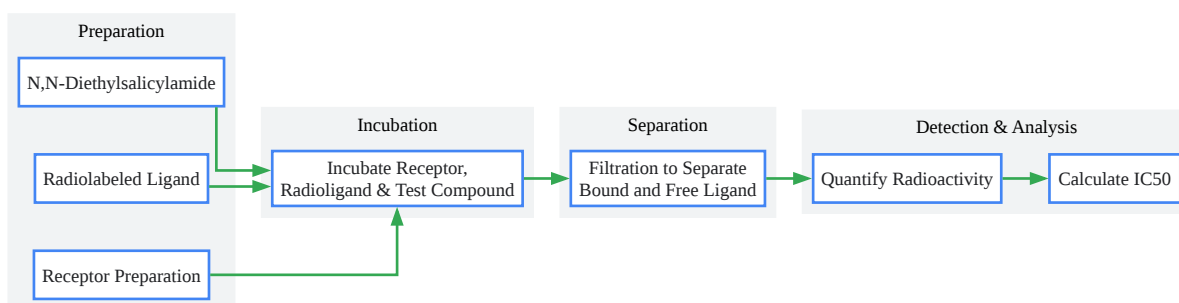 Preparation
N,N-Diethylsalicylamide
Radiolabeled Ligand
Receptor Preparation
Incubation
Incubate Receptor,
Radioligand & Test Compound
Separation
Filtration to Separate
Bound and Free Ligand
Detection & Analysis
Quantify Radioactivity
Calculate IC50